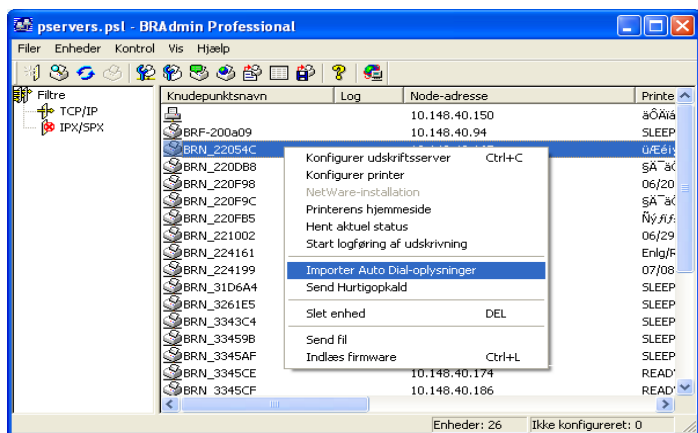 pservers.psl - BRAdmin Professional
Filer Enheder Kontrol Vis Hjælp
Filtre
TCP/IP
IPX/SPX
Knudepunktsnavn Log Node-adresse Printe
10.148.40.150 äÔÄïá
BRF-200a09 10.148.40.94 SLEEP
BRN_22054C
BRN_220DB8
BRN_220F98 06/20
BRN_220F9C
BRN_220FB5
BRN_221002 06/29
BRN_224161 Enlg/F
BRN_224199 07/08
BRN_31D6A4 SLEEP
BRN_3261E5 SLEEP
BRN_3343C4 SLEEP
BRN_33459B SLEEP
BRN_3345AF SLEEP
BRN_3345CE 10.148.40.174 READY
BRN_3345CF 10.148.40.186 READY
Konfigurer udskriftsserver Ctrl+C
Konfigurer printer
NetWare-installation
Printerens hjemmeside
Hent aktuel status
Start logføring af udskrivning
Importer Auto Dial-oplysninger
Send Hurtigopkald
Slet enhed DEL
Send fil
Indlæs firmware Ctrl+L
Enheder: 26 Ikke konfigureret: 0